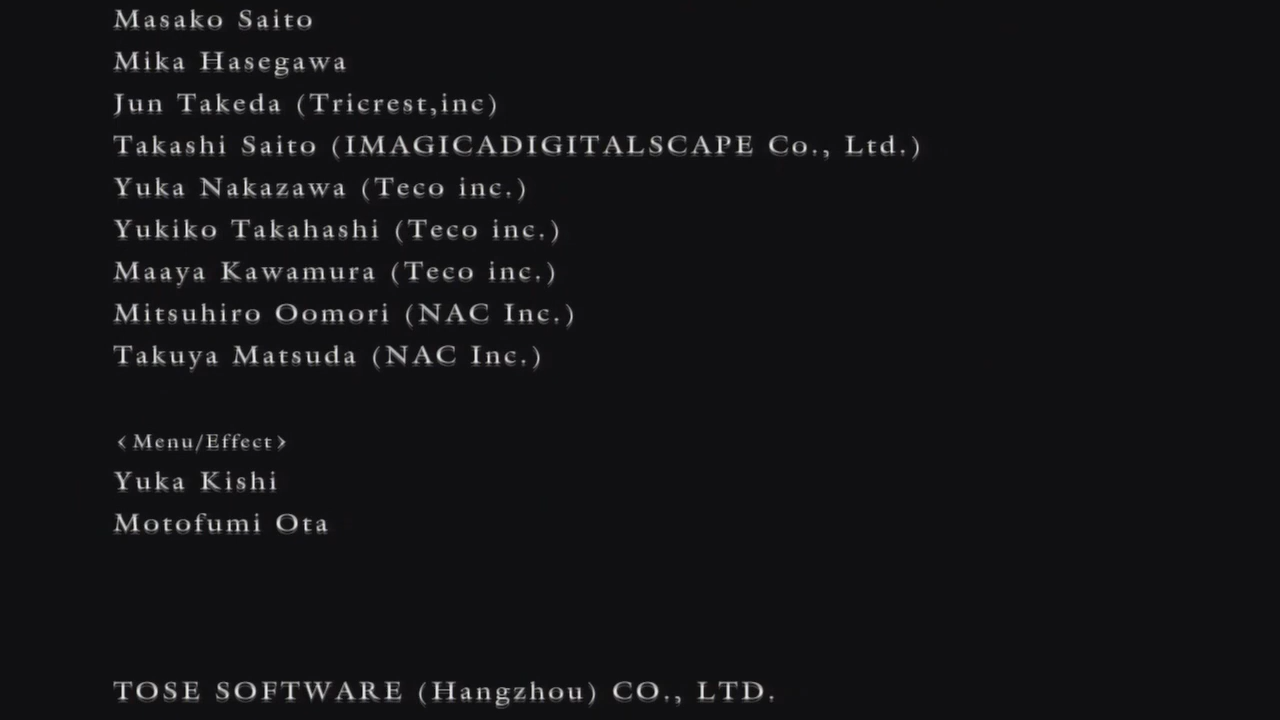 Masako Saito
Mika Hasegawa
Jun Takeda (Tricrest,inc)
Takashi Saito (IMAGICADIGITALSCAPE Co., Ltd.)
Yuka Nakazawa (Teco inc.)
Yukiko Takahashi (Teco inc.)
Maaya Kawamura (Teco inc.)
Mitsuhiro Oomori (NAC Inc.)
Takuya Matsuda (NAC Inc.)
<Menu/Effect>
Yuka Kishi
Motofumi Ota
TOSE SOFTWARE (Hangzhou) CO., LTD.